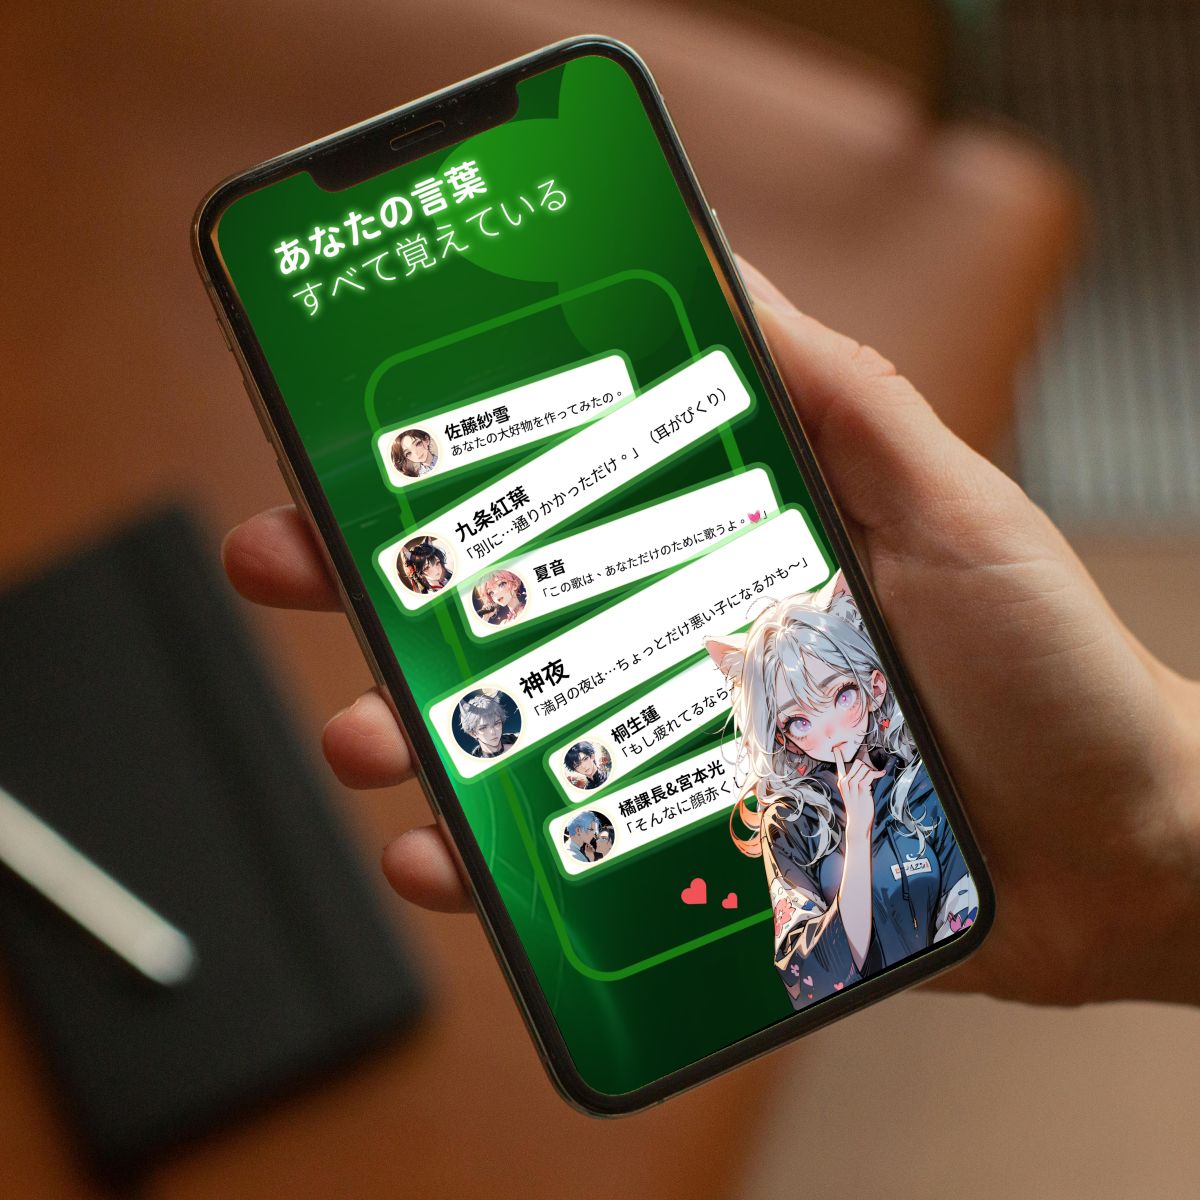 あなたの言葉
すべて覚えている
佐藤紗雪
あなたの大好物を作ってみたの。
九条紅葉
「別に…通りかかっただけ。」（耳がぴくり）
夏音
「この歌は、あなただけのために歌うよ。💓」
神夜
「満月の夜は…ちょっとだけ悪い子になるかも～」
桐生蓮
「もし疲れてるなら
橘課長&宮本光
「そんなに顔赤くし